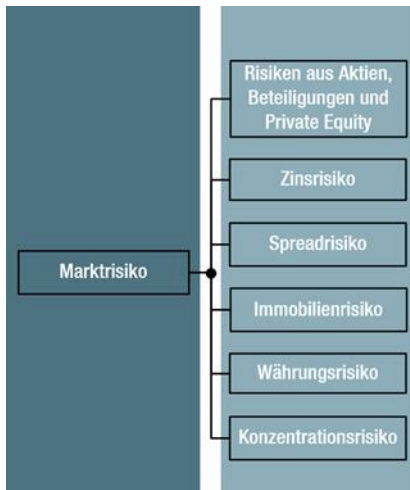 Marktrisiko
Risiken aus Aktien,
Beteiligungen und
Private Equity
Zinsrisiko
Spreadrisiko
Immobilienrisiko
Währungsrisiko
Konzentrationsrisiko